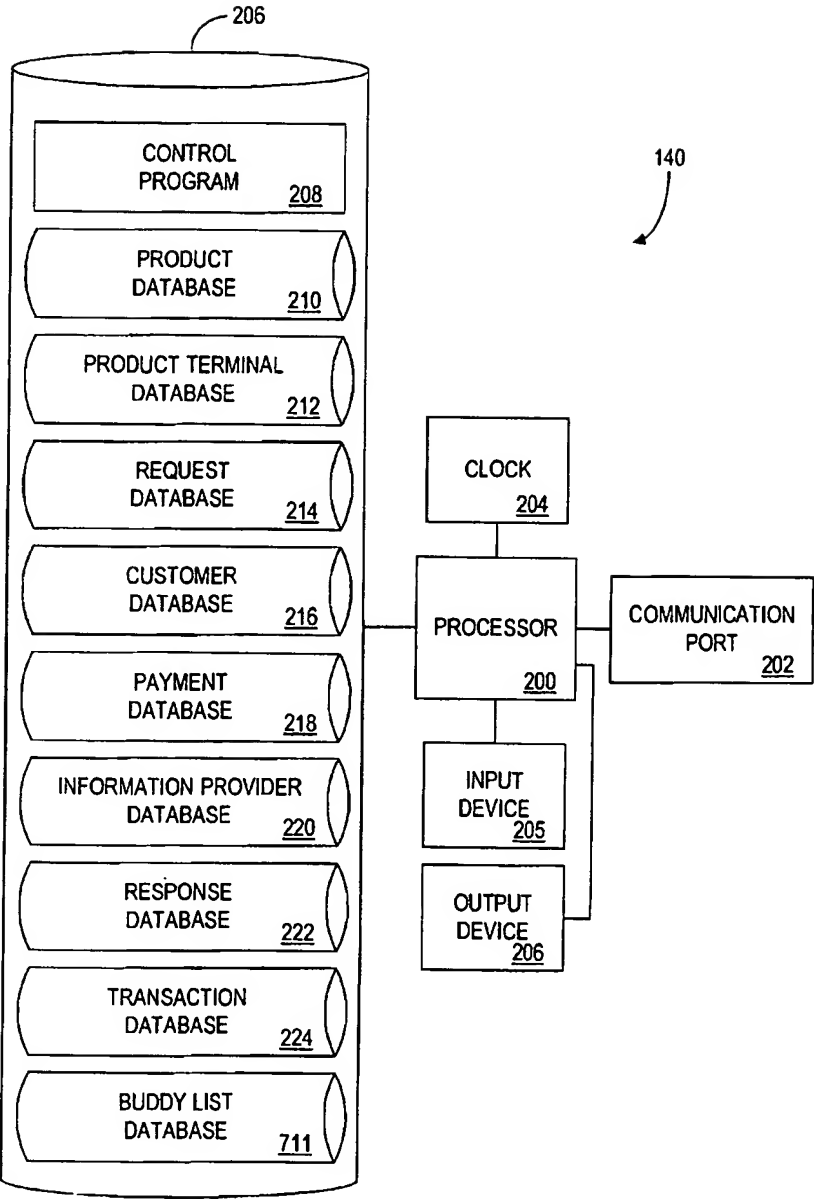 206
140
CONTROL
PROGRAM
208
PRODUCT
DATABASE
210
PRODUCT TERMINAL
DATABASE
212
REQUEST
DATABASE
214
CUSTOMER
DATABASE
216
PAYMENT
DATABASE
218
INFORMATION PROVIDER
DATABASE
220
RESPONSE
DATABASE
222
TRANSACTION
DATABASE
224
BUDDY LIST
DATABASE
711
CLOCK
204
PROCESSOR
200
COMMUNICATION
PORT
202
INPUT
DEVICE
205
OUTPUT
DEVICE
206